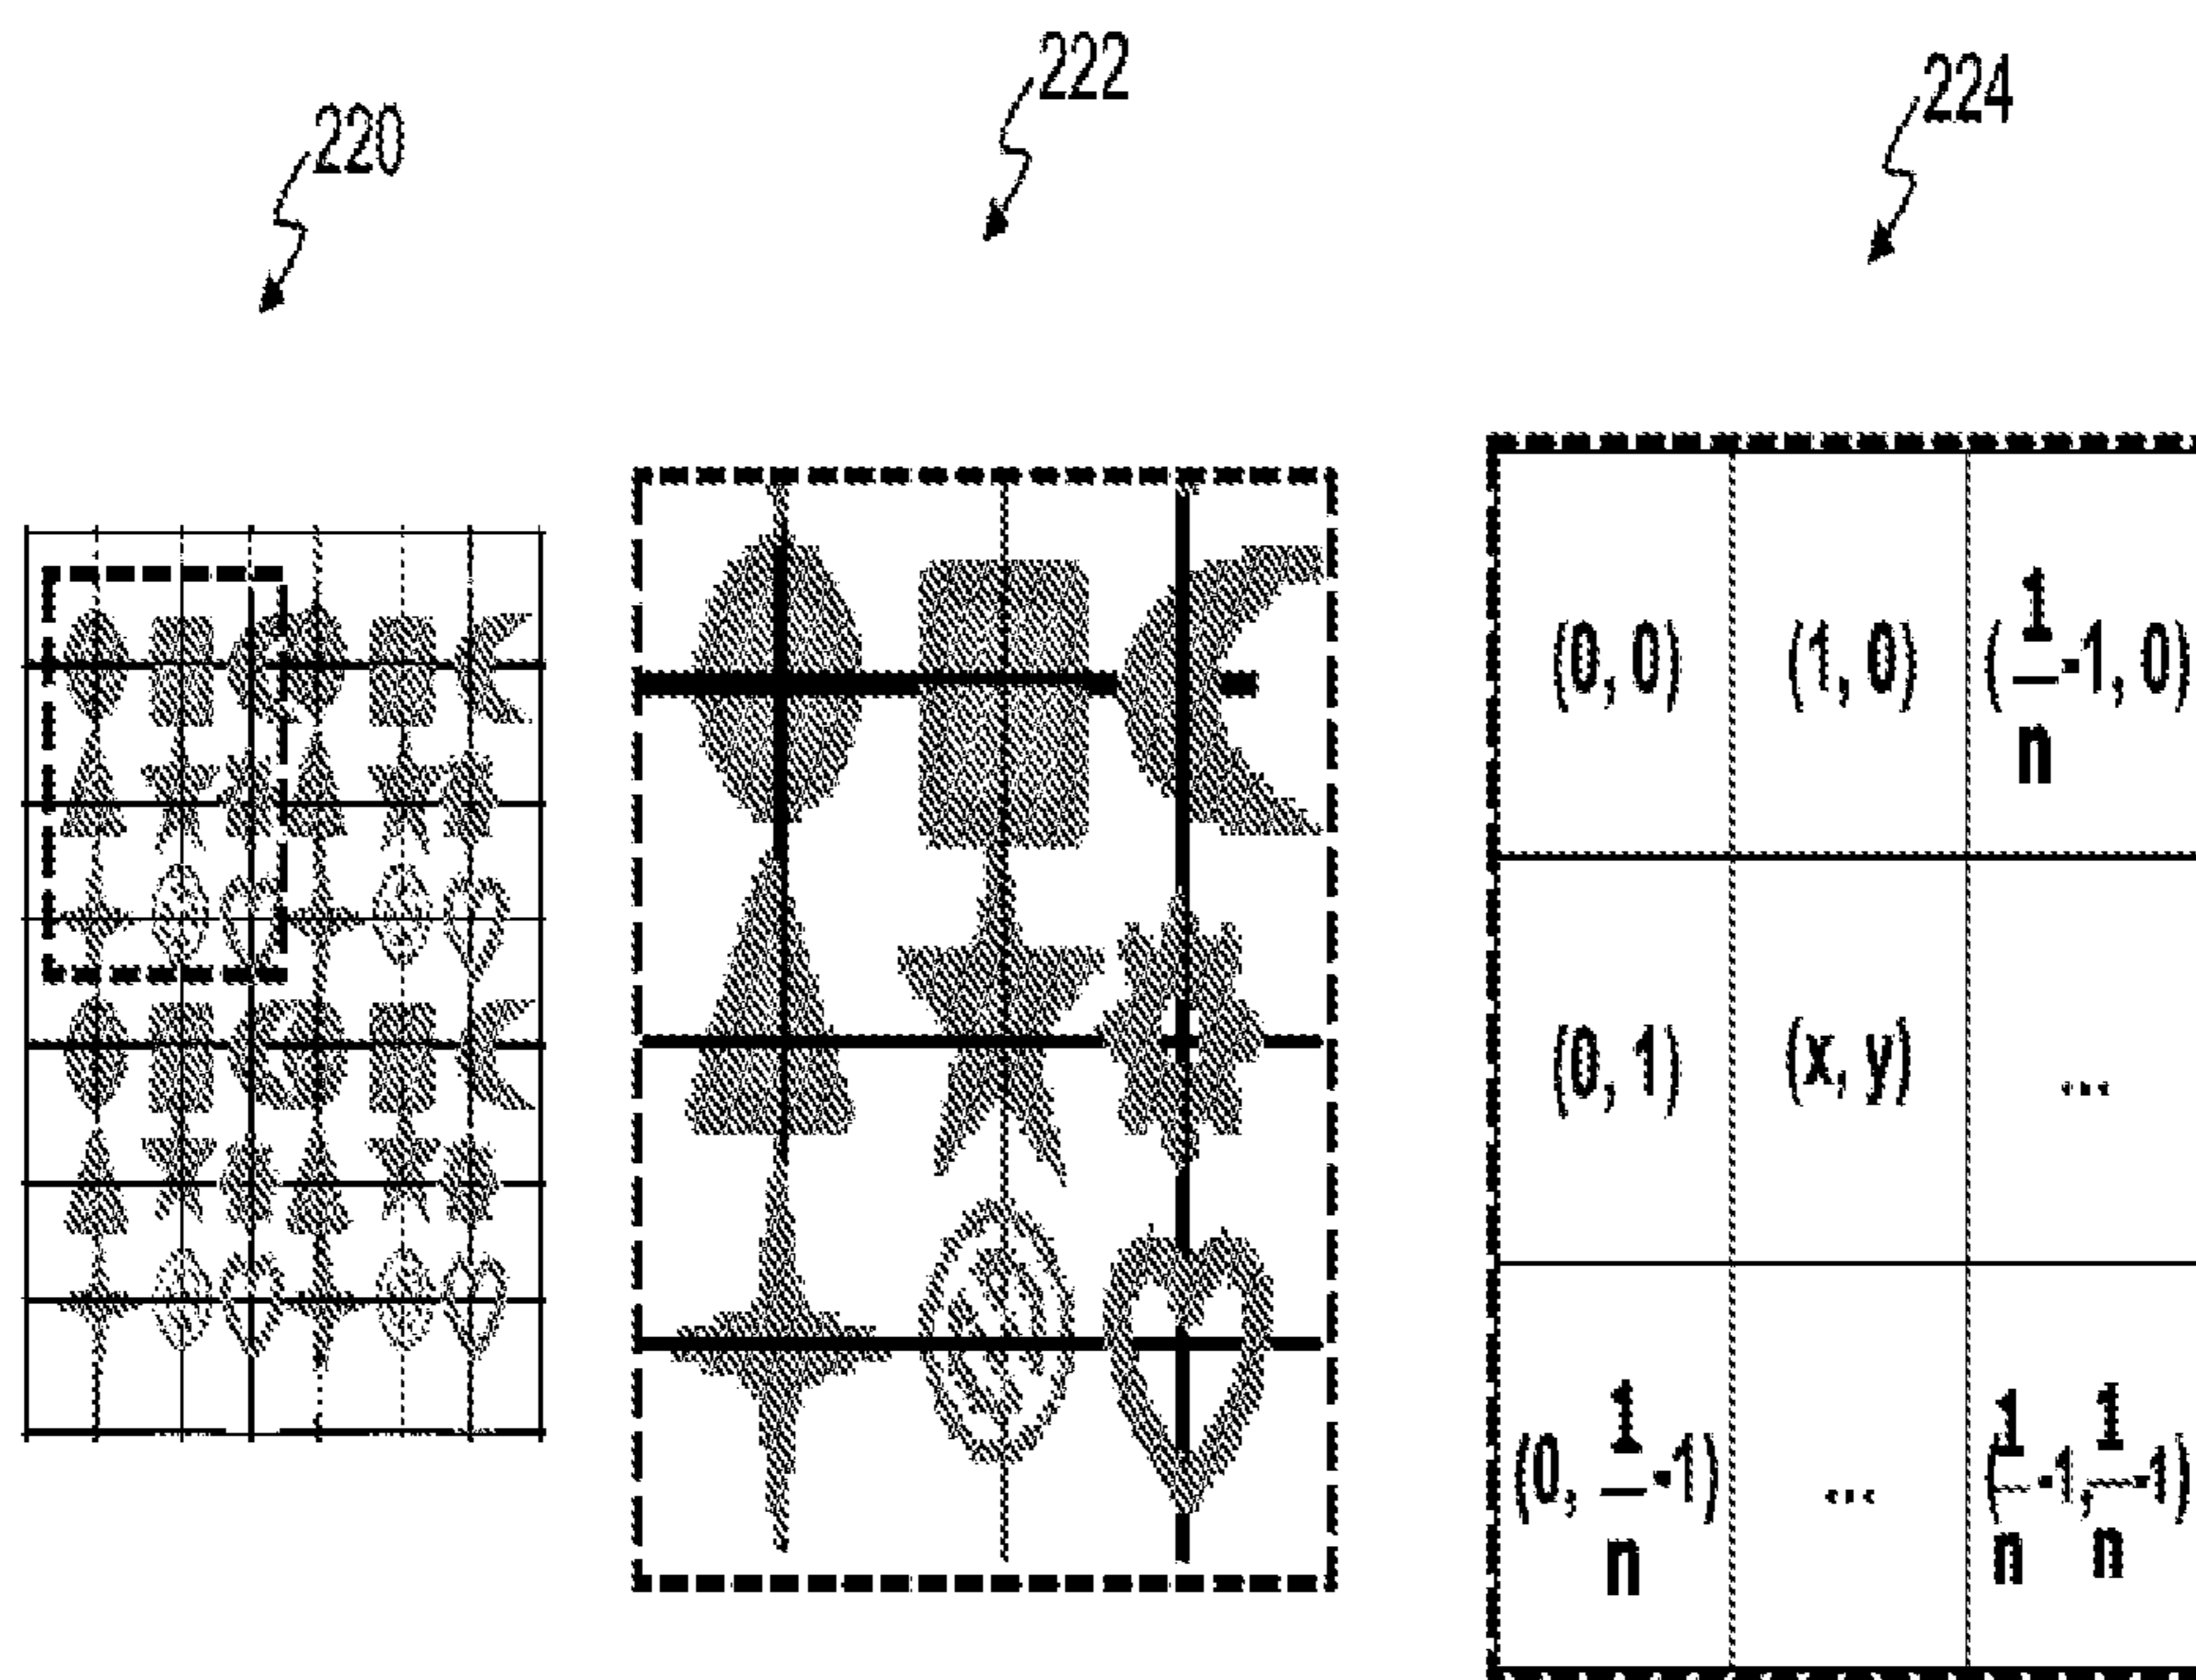 220
222
224
(0, 0) (1, 0) (1/n-1, 0)
(0, 1) (x, y) ...
(0, 1/n-1) ... (1/n-1, 1/n-1)